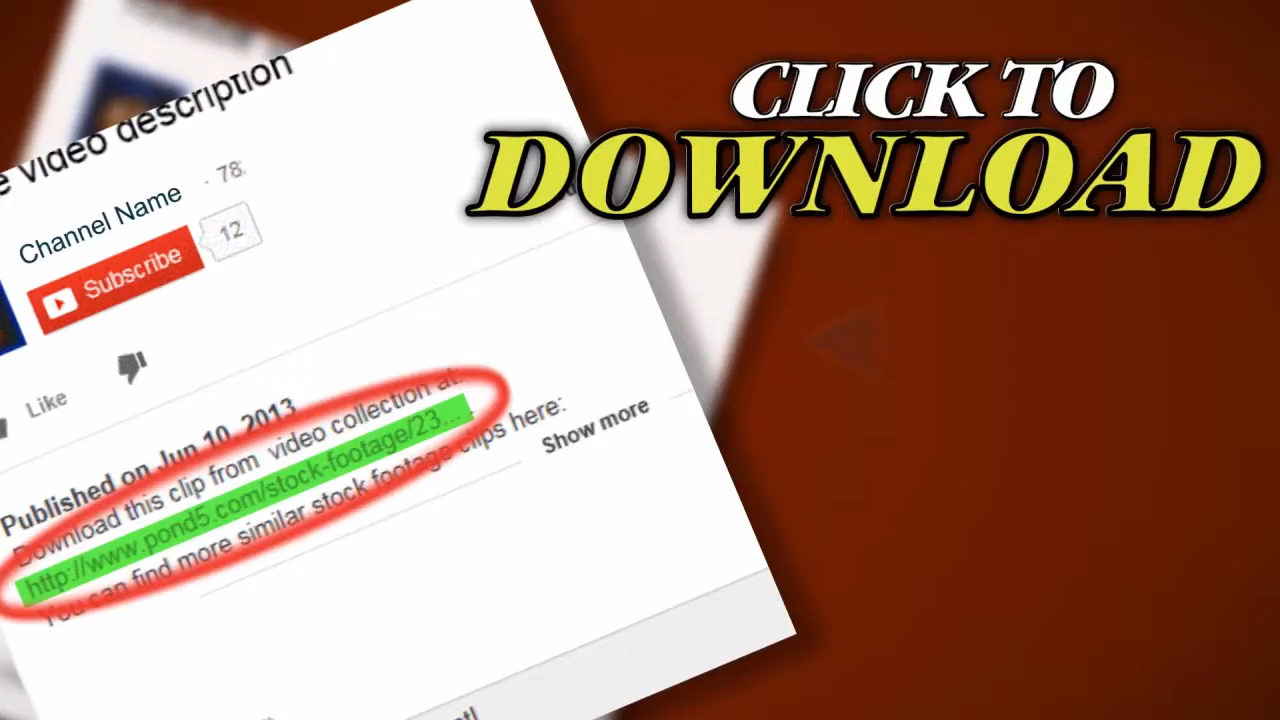 CLICK TO
DOWNLOAD
video description
Channel Name
78
Subscribe
12
Like
Published on Jun 10, 2013
Download this clip from video collection at:
http://www.pond5.com/stock-footage/23...
You can find more similar stock footage clips here:
Show more